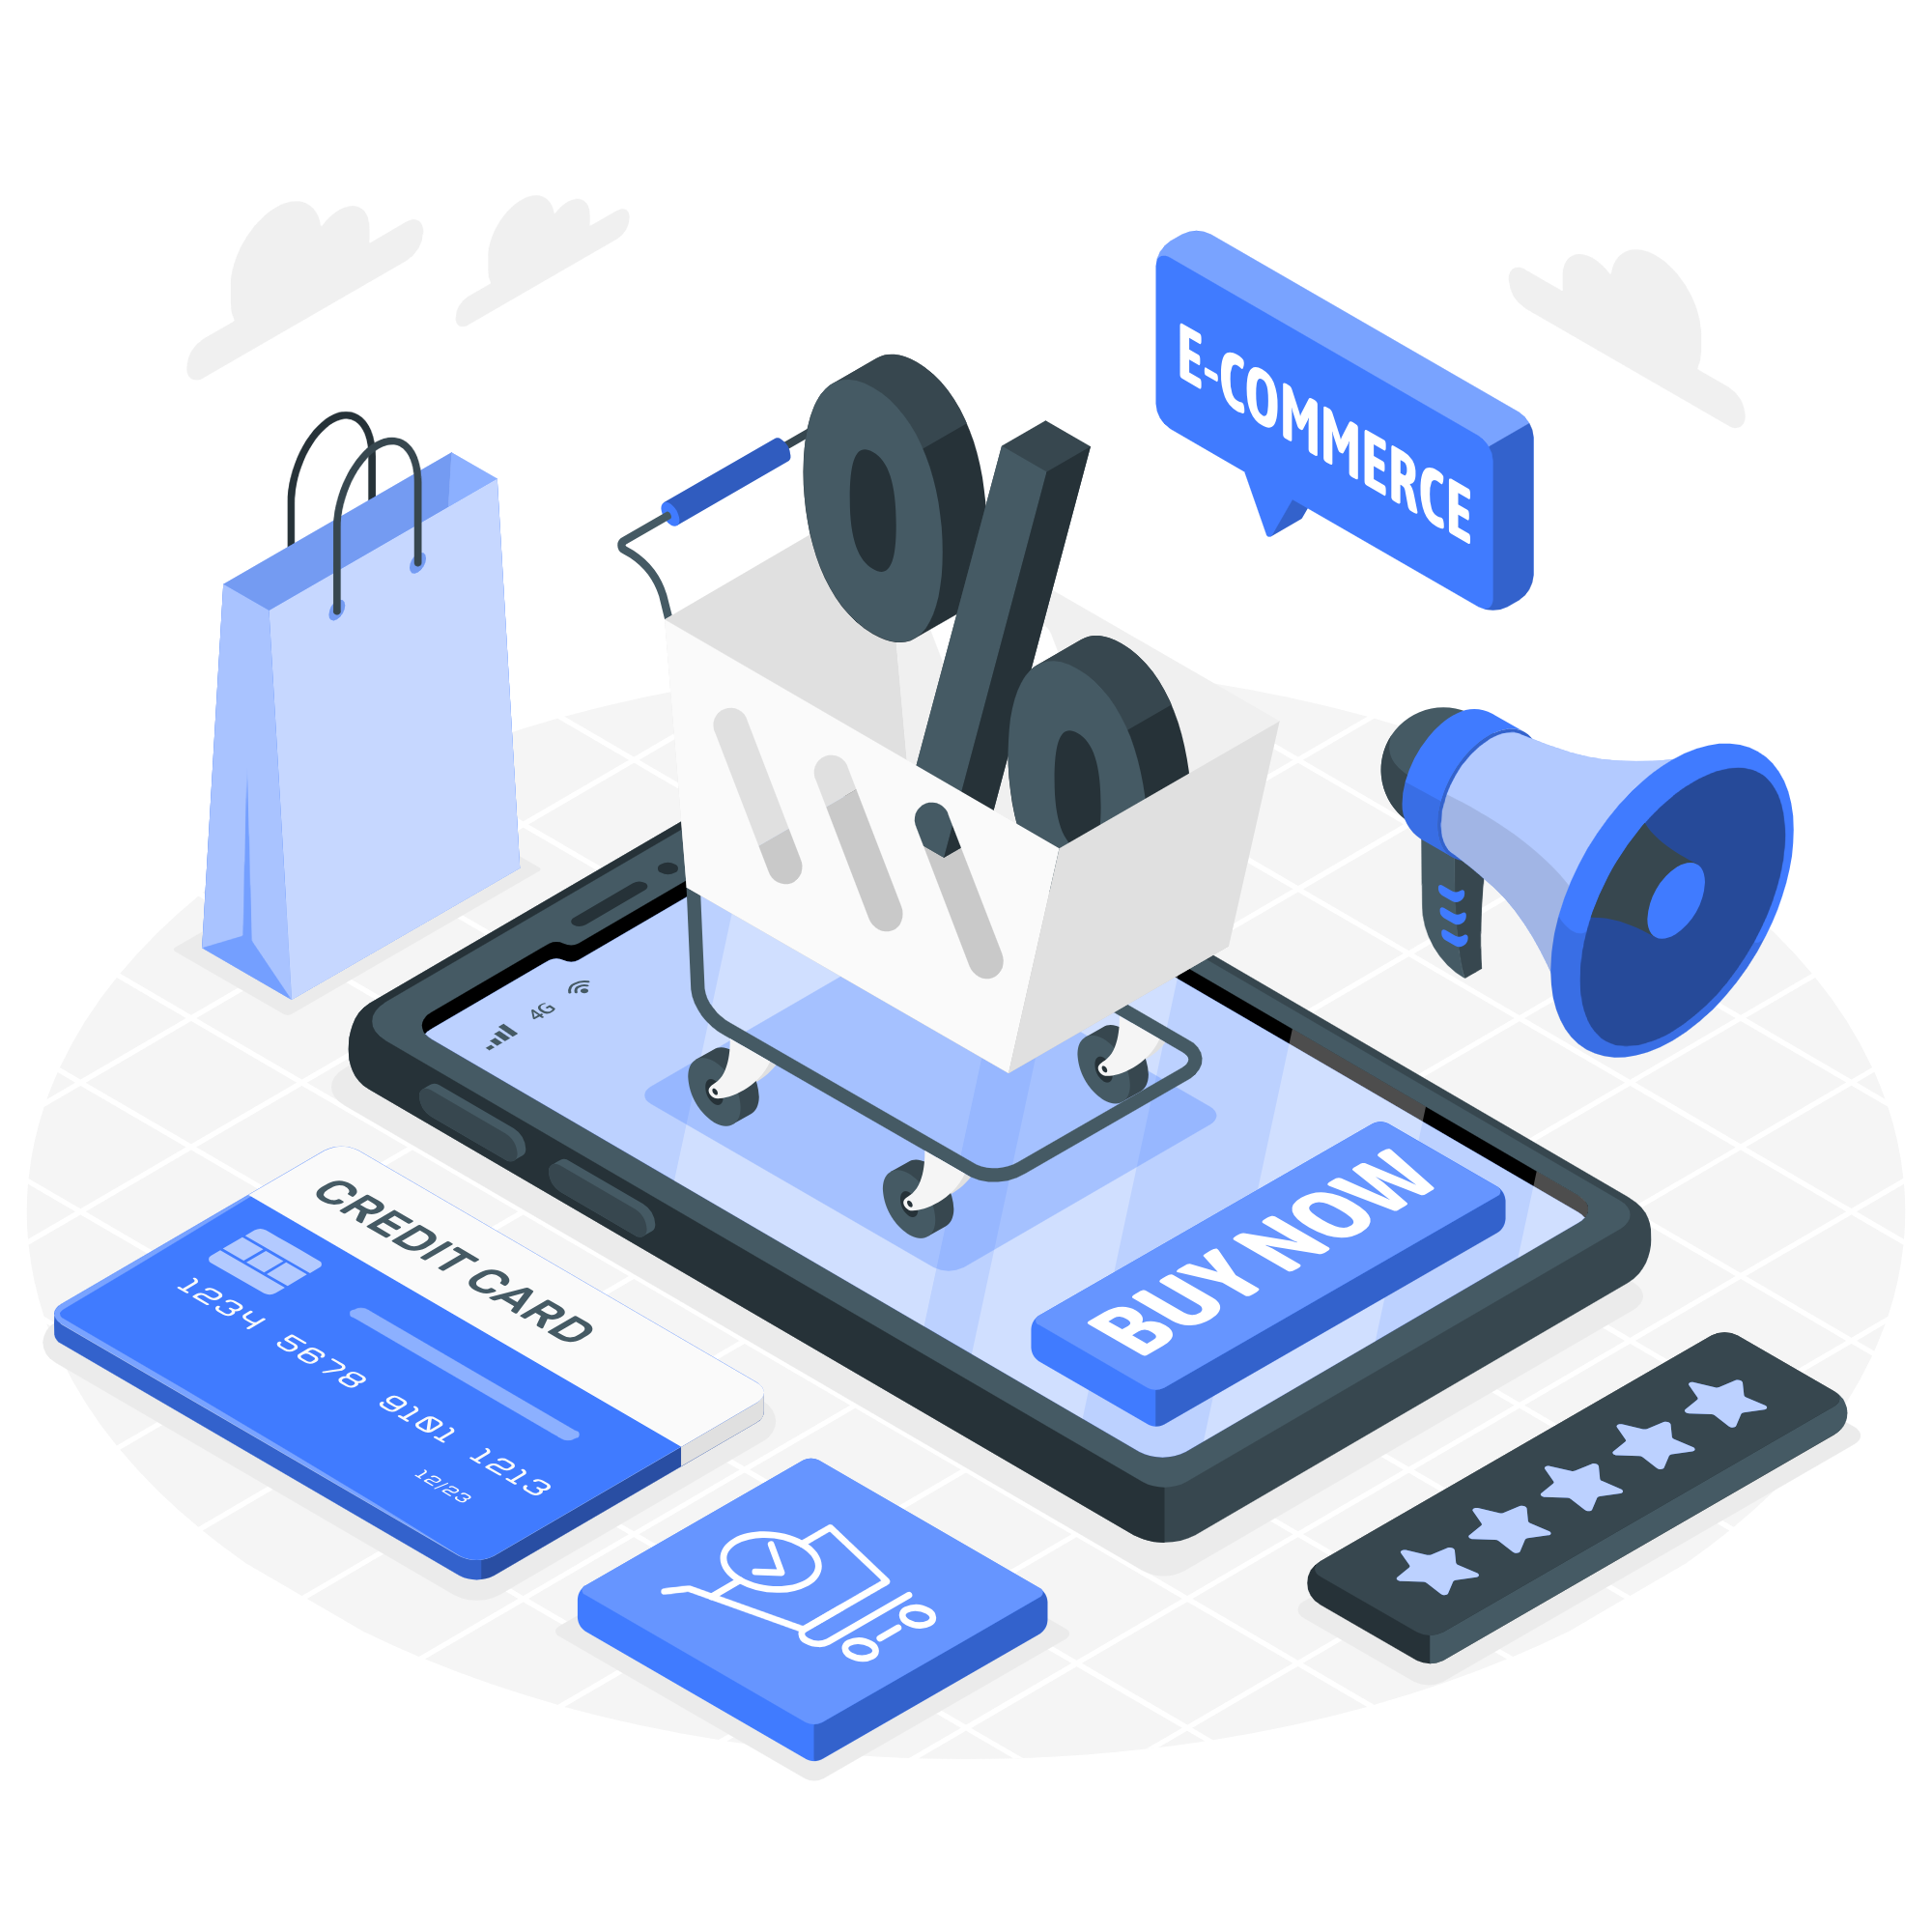 E-COMMERCE
%
4G
CREDIT CARD
1234 5678 9101 1213
12/23
BUY NOW